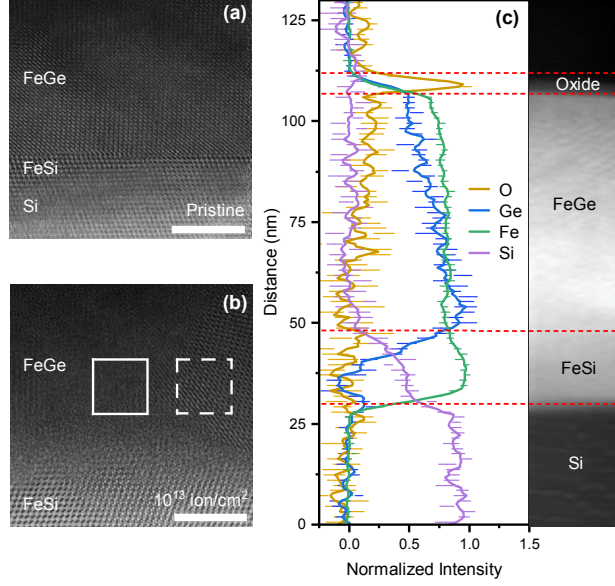 (a)
FeGe
FeSi
Si
Pristine
(b)
FeGe
FeSi
10¹³ ion/cm²
(c)
125
100
75
50
25
0
Distance (nm)
0.0 0.5 1.0 1.5
Normalized Intensity
O
Ge
Fe
Si
Oxide
FeGe
FeSi
Si